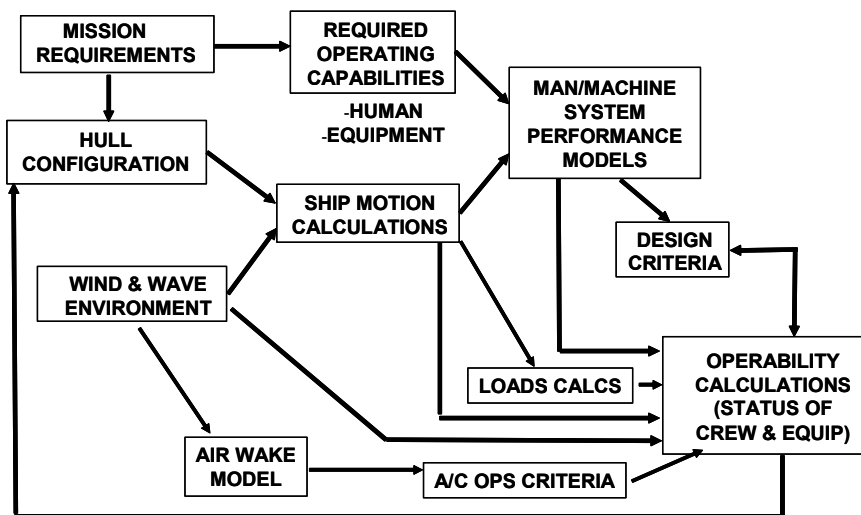 MISSION
REQUIREMENTS
REQUIRED
OPERATING
CAPABILITIES
-HUMAN
-EQUIPMENT
MAN/MACHINE
SYSTEM
PERFORMANCE
MODELS
HULL
CONFIGURATION
SHIP MOTION
CALCULATIONS
DESIGN
CRITERIA
WIND & WAVE
ENVIRONMENT
LOADS CALCS
OPERABILITY
CALCULATIONS
(STATUS OF
CREW & EQUIP)
AIR WAKE
MODEL
A/C OPS CRITERIA